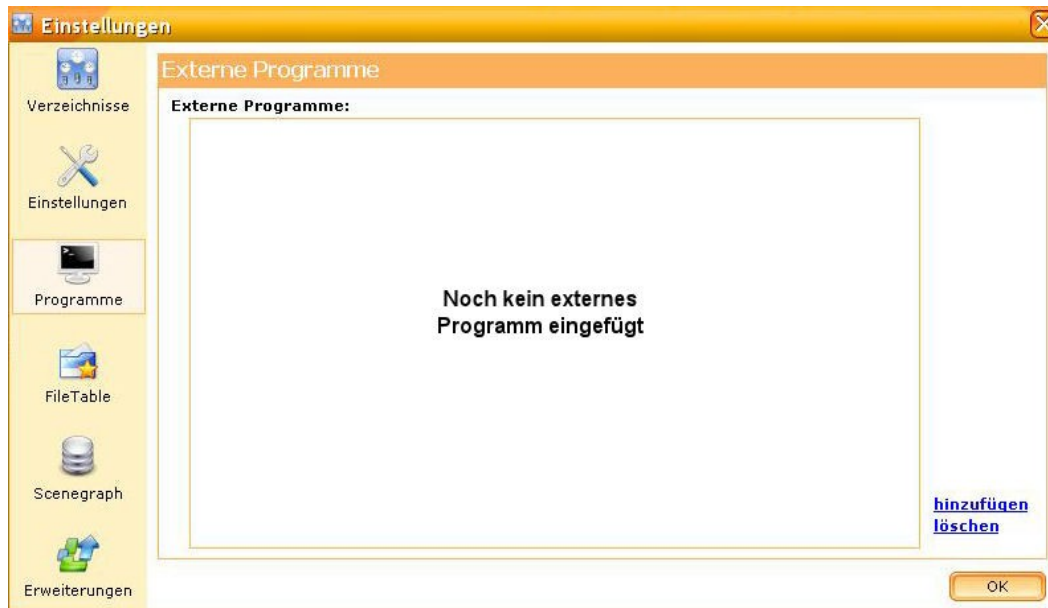 Einstellungen
Verzeichnisse
Einstellungen
Programme
FileTable
Scenegraph
Erweiterungen
Externe Programme
Externe Programme:
Noch kein externes
Programm eingefügt
hinzufügen
löschen
OK